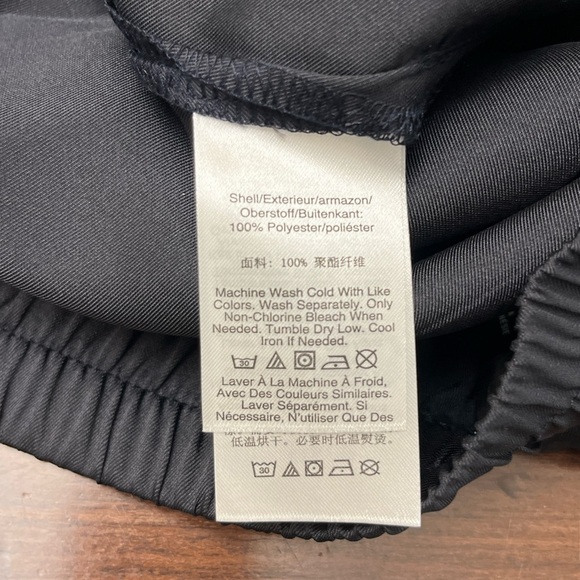 Shell/Exterieur/armazon/
Oberstoff/Buitenkant:
100% Polyester/poliéster
面料: 100% 聚酯纤维
Machine Wash Cold With Like
Colors. Wash Separately. Only
Non-Chlorine Bleach When
Needed. Tumble Dry Low. Cool
Iron If Needed.
30
Laver À La Machine À Froid,
Avec Des Couleurs Similaires.
Laver Séparément. Si
Nécessaire, N'utiliser Que Des
低温烘干。必要时低温熨烫。
30